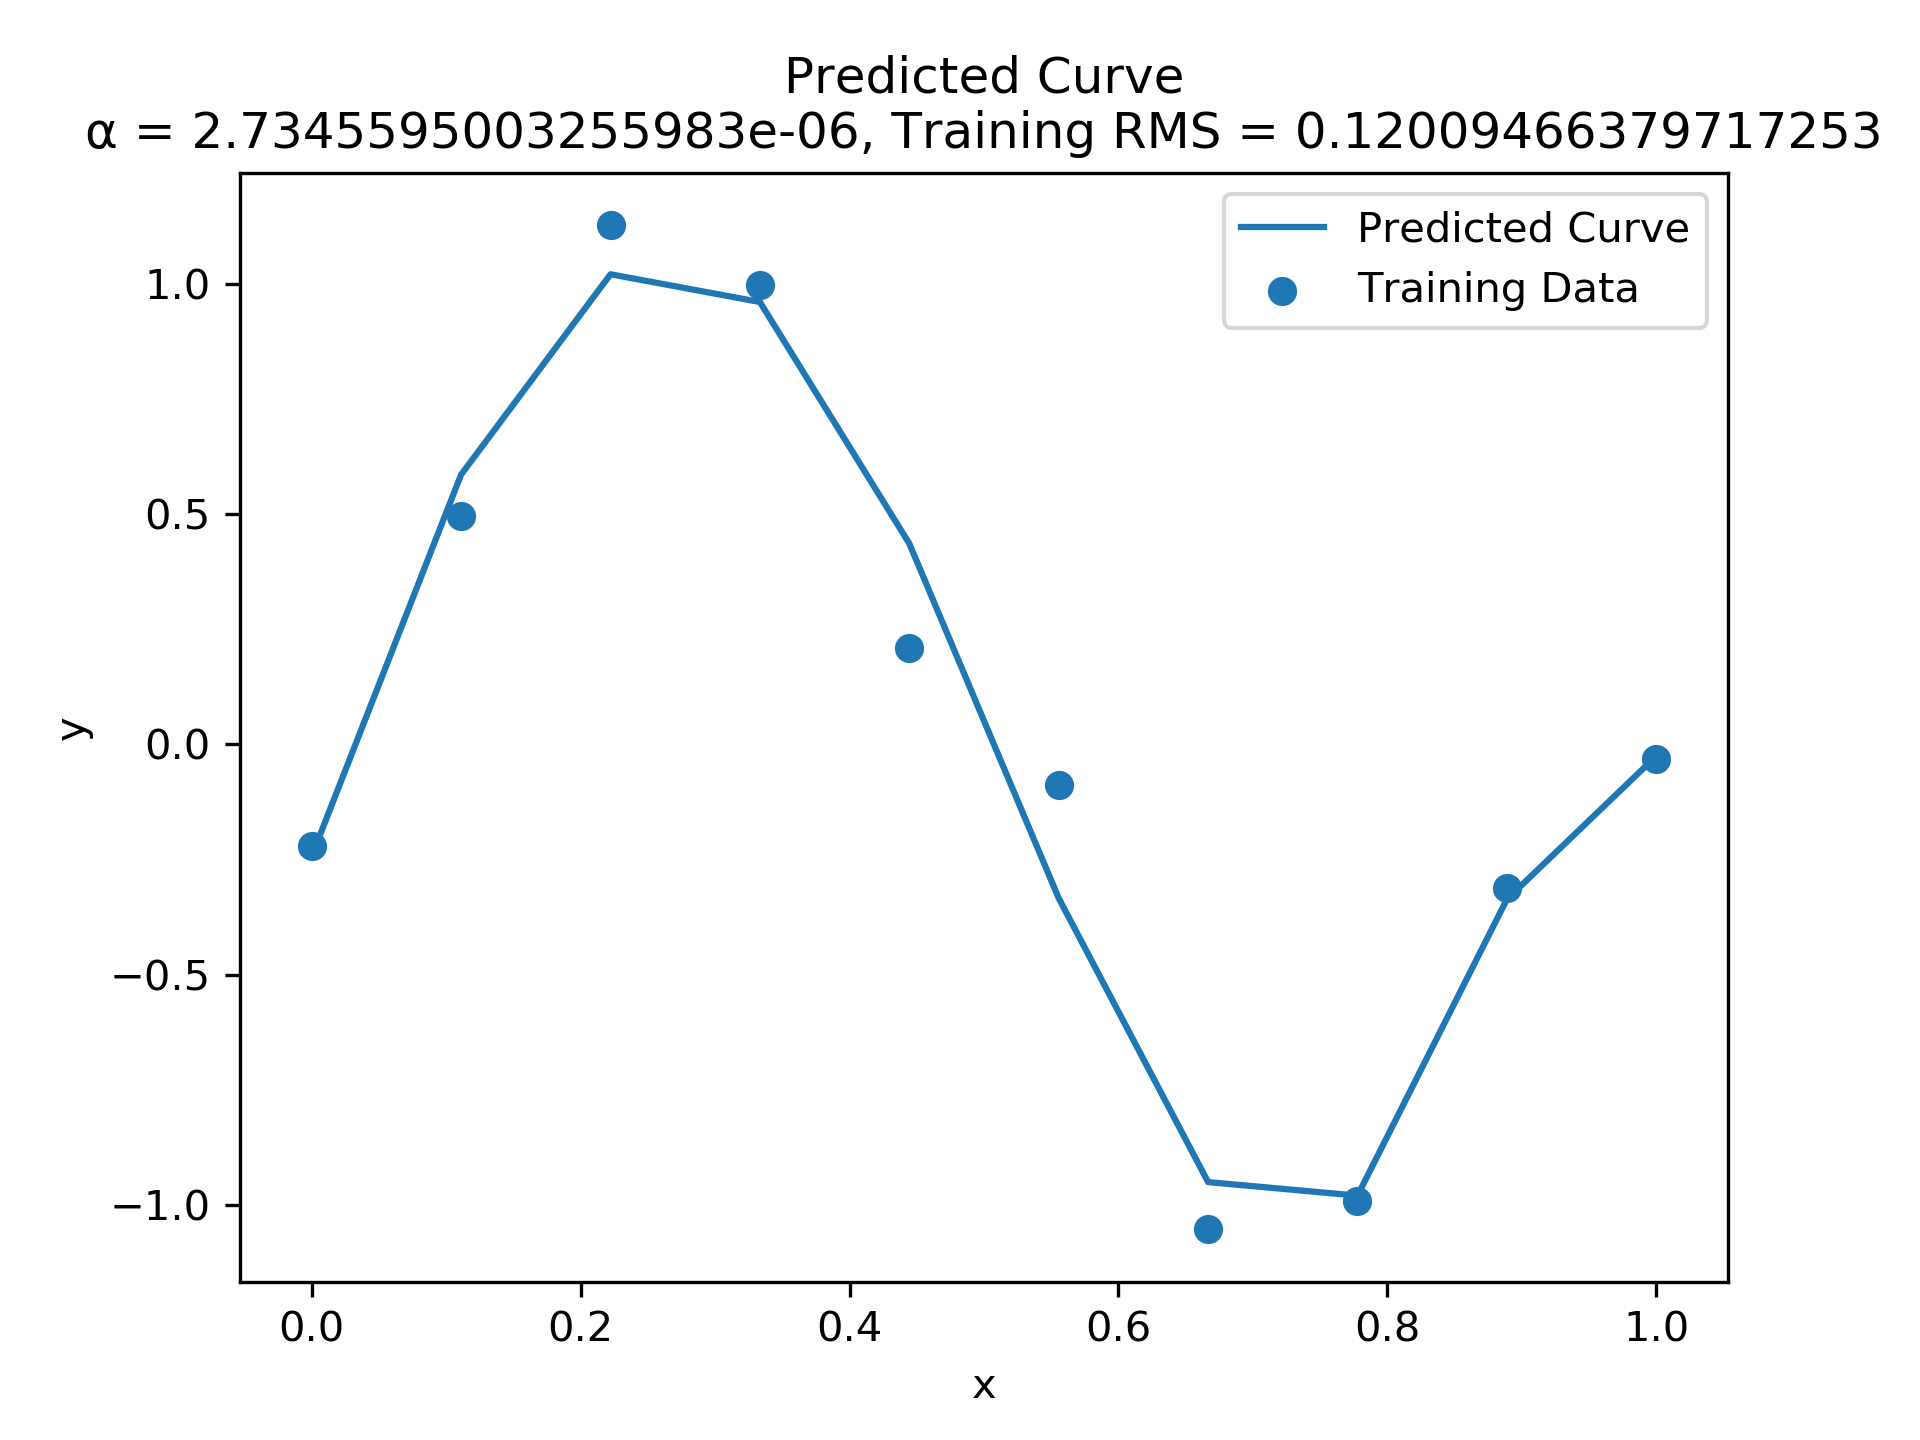 Predicted Curve
α = 2.7345595003255983e-06, Training RMS = 0.12009466379717253
Predicted Curve
Training Data
1.0
0.5
0.0
−0.5
−1.0
y
0.0 0.2 0.4 0.6 0.8 1.0
x